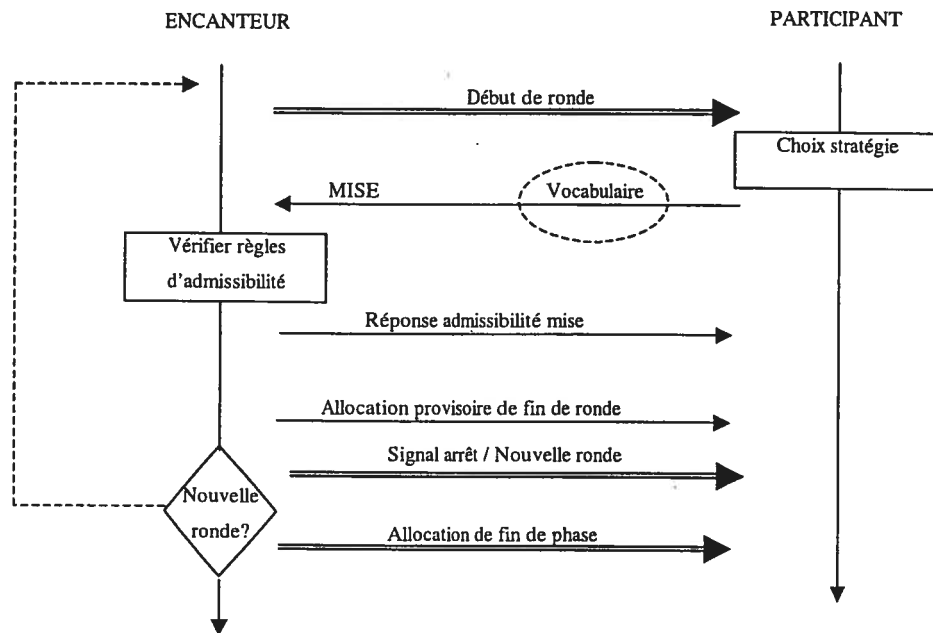 ENCANTEUR
PARTICIPANT
Début de ronde
Choix stratégie
MISE
Vocabulaire
Vérifier règles
d'admissibilité
Réponse admissibilité mise
Allocation provisoire de fin de ronde
Signal arrêt / Nouvelle ronde
Nouvelle
ronde?
Allocation de fin de phase